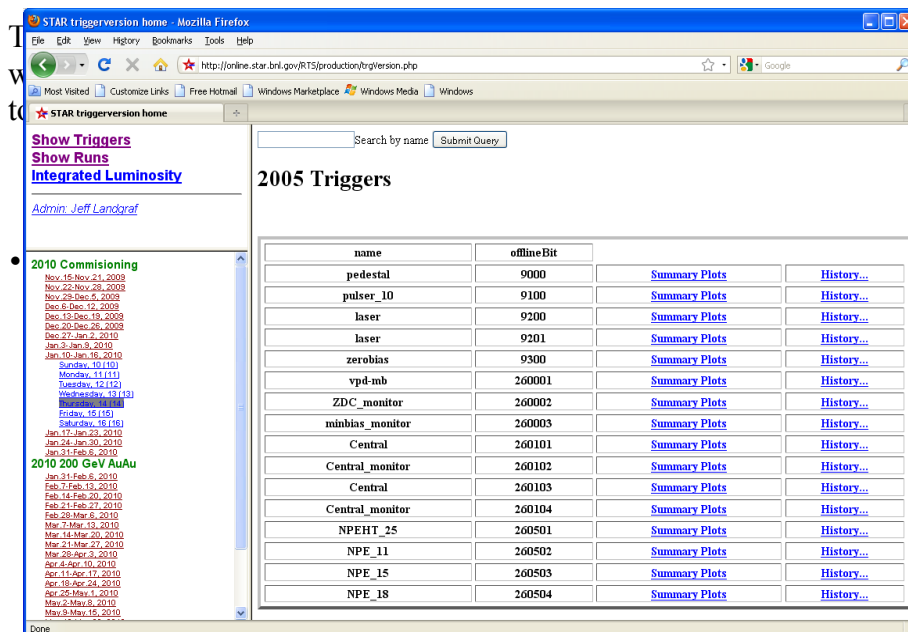 STAR triggerversion home - Mozilla Firefox
File Edit View History Bookmarks Tools Help
http://online.star.bnl.gov/RTS/production/trgVersion.php
Google
Most Visited Customize Links Free Hotmail Windows Marketplace Windows Media Windows
STAR triggerversion home
T
w
to
•
Show Triggers
Show Runs
Integrated Luminosity
Admin: Jeff Landgraf
2010 Commisioning
Nov.15-Nov.21, 2009
Nov.22-Nov.28, 2009
Nov.29-Dec.5, 2009
Dec.6-Dec.12, 2009
Dec.13-Dec.19, 2009
Dec.20-Dec.26, 2009
Dec.27-Jan.2, 2010
Jan.3-Jan.9, 2010
Jan.10-Jan.16, 2010
Sunday, 10 (10)
Monday, 11 (11)
Tuesday, 12 (12)
Wednesday, 13 (13)
Thursday, 14 (14)
Friday, 15 (15)
Saturday, 16 (16)
Jan.17-Jan.23, 2010
Jan.24-Jan.30, 2010
Jan.31-Feb.6, 2010
2010 200 GeV AuAu
Jan.31-Feb.6, 2010
Feb.7-Feb.13, 2010
Feb.14-Feb.20, 2010
Feb.21-Feb.27, 2010
Feb.28-Mar.6, 2010
Mar.7-Mar.13, 2010
Mar.14-Mar.20, 2010
Mar.21-Mar.27, 2010
Mar.28-Apr.3, 2010
Apr.4-Apr.10, 2010
Apr.11-Apr.17, 2010
Apr.18-Apr.24, 2010
Apr.25-May.1, 2010
May.2-May.8, 2010
May.9-May.15, 2010
Search by name Submit Query
2005 Triggers
name offlineBit
pedestal 9000 Summary Plots History...
pulser_10 9100 Summary Plots History...
laser 9200 Summary Plots History...
laser 9201 Summary Plots History...
zerobias 9300 Summary Plots History...
vpd-mb 260001 Summary Plots History...
ZDC_monitor 260002 Summary Plots History...
minbias_monitor 260003 Summary Plots History...
Central 260101 Summary Plots History...
Central_monitor 260102 Summary Plots History...
Central 260103 Summary Plots History...
Central_monitor 260104 Summary Plots History...
NPEHT_25 260501 Summary Plots History...
NPE_11 260502 Summary Plots History...
NPE_15 260503 Summary Plots History...
NPE_18 260504 Summary Plots History...
Done